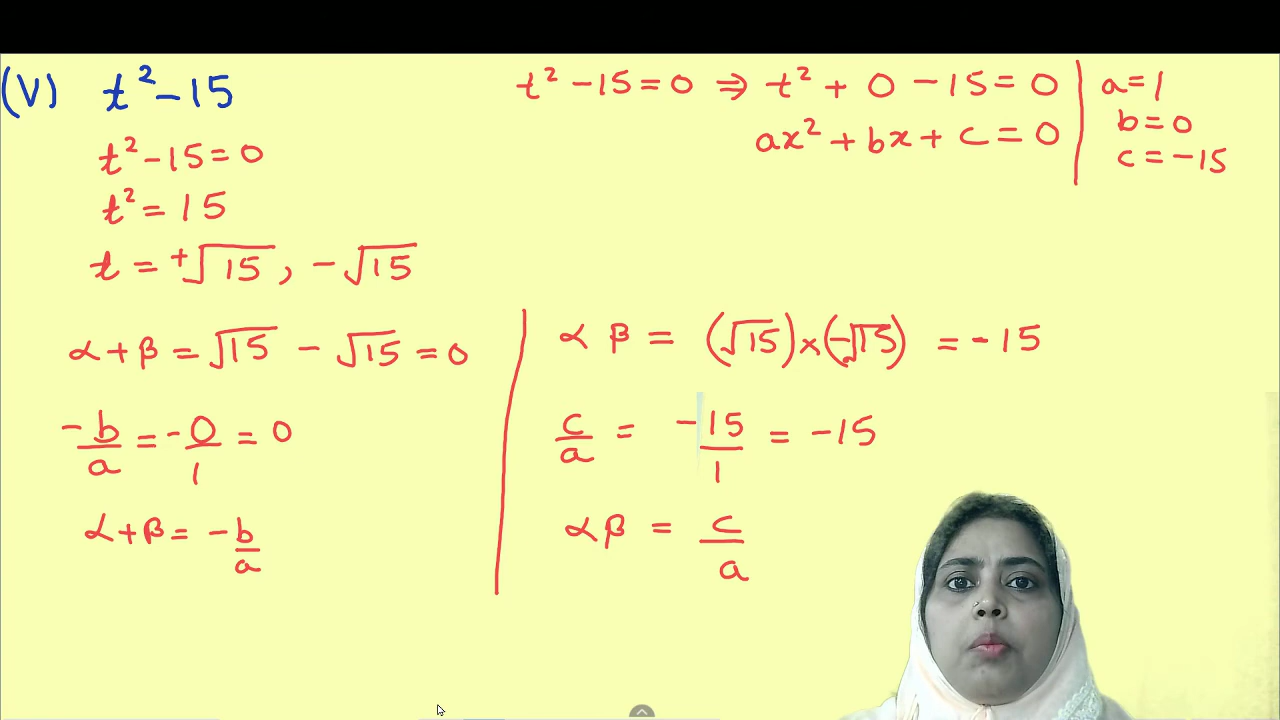 (V) t² - 15
t² - 15 = 0
t² = 15
t = +√15, -√15
t² - 15 = 0 ⇒ t² + 0 - 15 = 0
ax² + bx + c = 0
a = 1
b = 0
c = -15
α + β = √15 - √15 = 0
-b/a = -0/1 = 0
α + β = -b/a
α β = (√15) × (-√15) = -15
c/a = -15/1 = -15
αβ = c/a